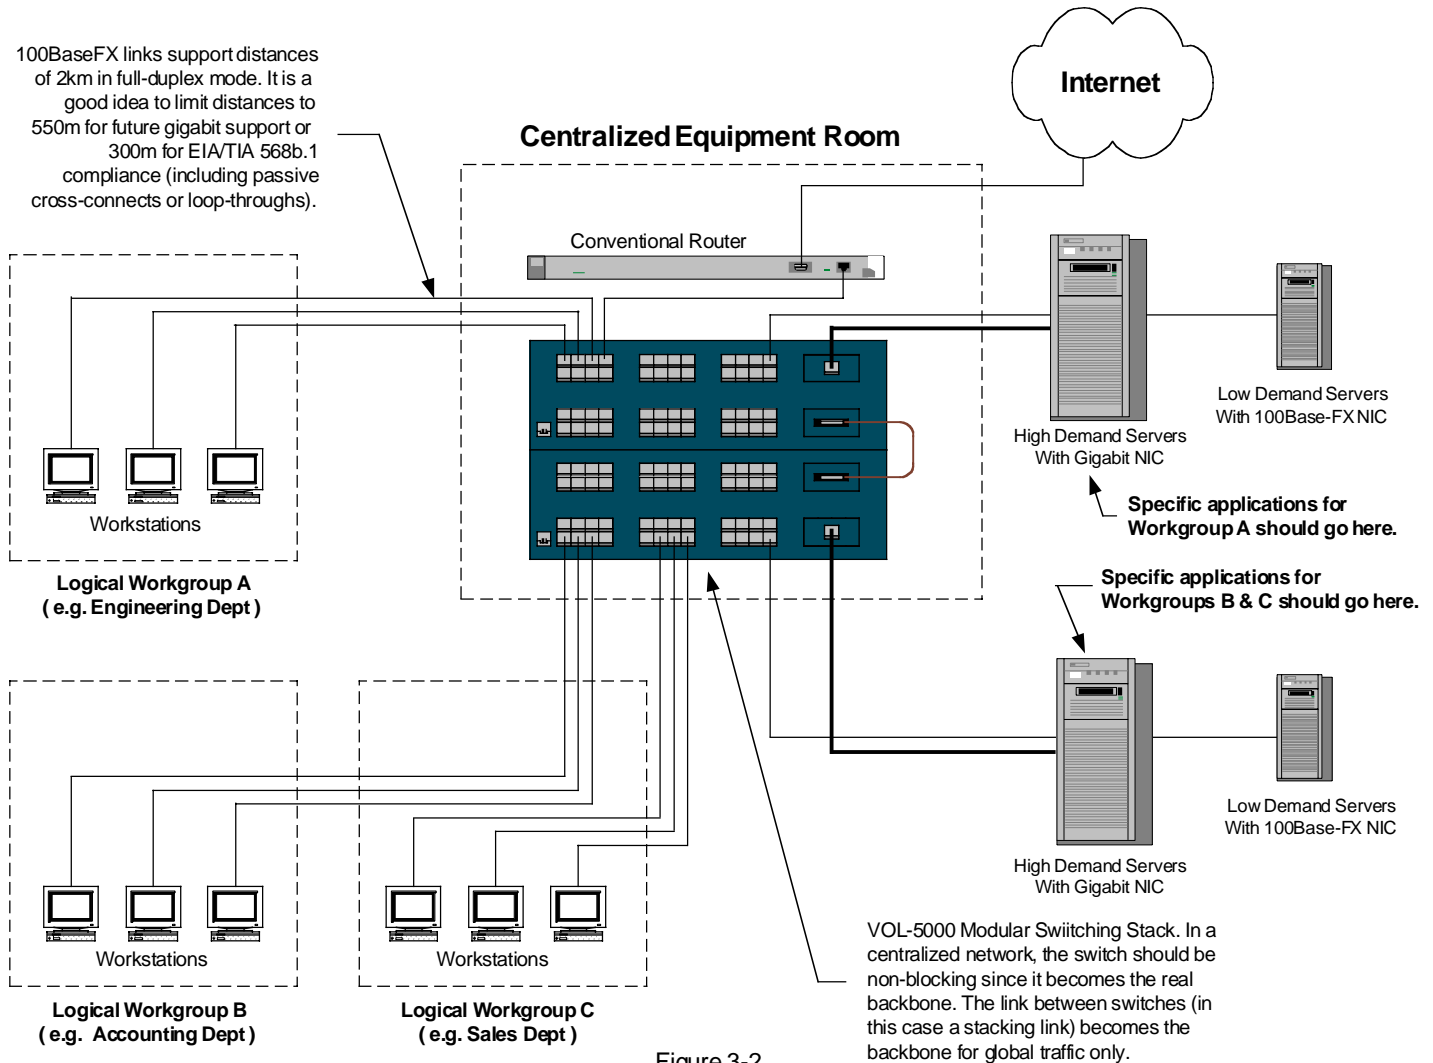 100BaseFX links support distances
of 2km in full-duplex mode. It is a
good idea to limit distances to
550m for future gigabit support or
300m for EIA/TIA 568b.1
compliance (including passive
cross-connects or loop-throughs).
Internet
Centralized Equipment Room
Conventional Router
Workstations
Logical Workgroup A
( e.g. Engineering Dept )
High Demand Servers
With Gigabit NIC
Low Demand Servers
With 100Base-FX NIC
Specific applications for
Workgroup A should go here.
Specific applications for
Workgroups B & C should go here.
Workstations
Logical Workgroup B
( e.g. Accounting Dept )
Workstations
Logical Workgroup C
( e.g. Sales Dept )
High Demand Servers
With Gigabit NIC
Low Demand Servers
With 100Base-FX NIC
VOL-5000 Modular Swiitching Stack. In a
centralized network, the switch should be
non-blocking since it becomes the real
backbone. The link between switches (in
this case a stacking link) becomes the
backbone for global traffic only.
Figure 3-2